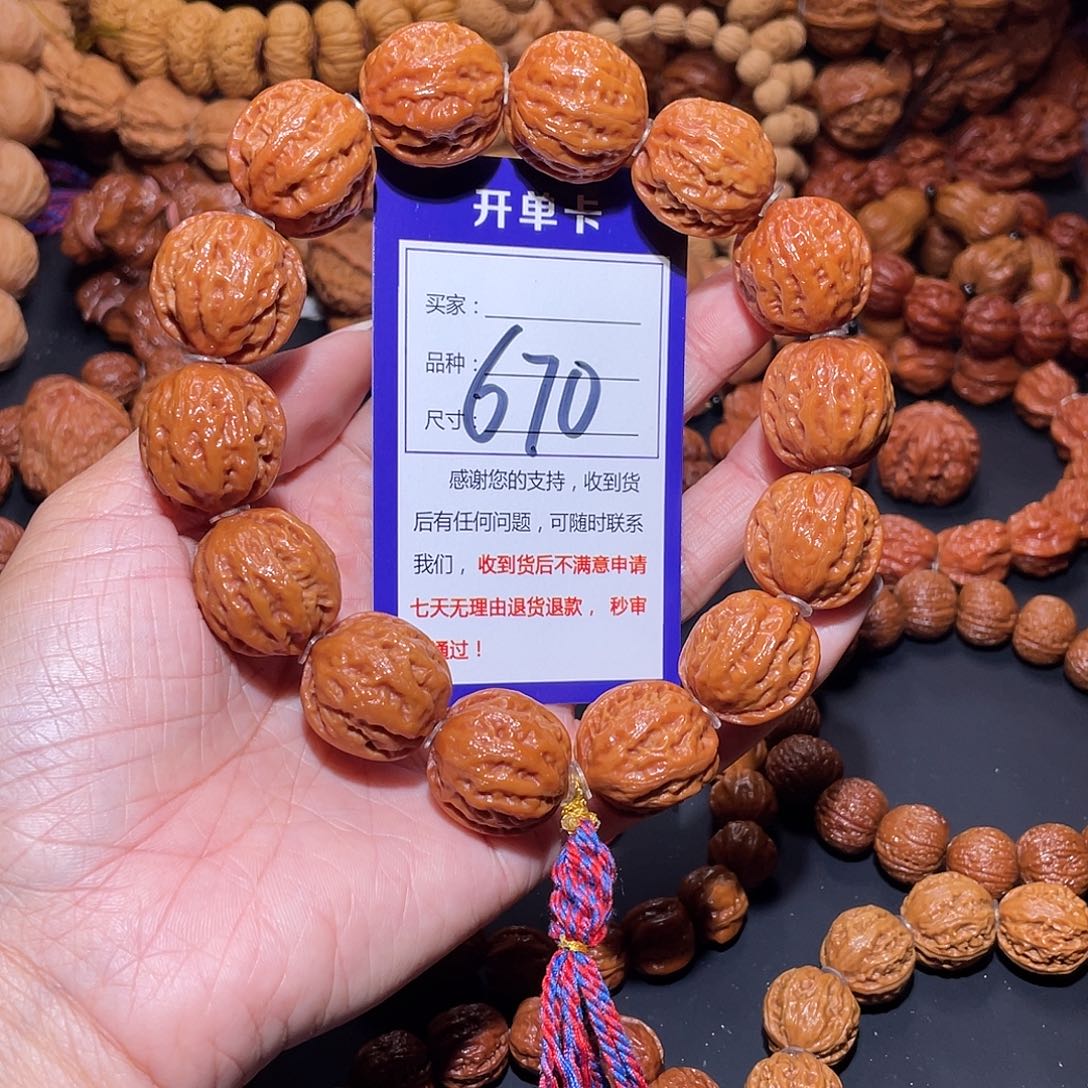 开单卡
买家：
品种：
670
尺寸：
感谢您的支持，收到货
后有任何问题，可随时联系
我们，收到货后不满意申请
七天无理由退货退款，秒审
通过！